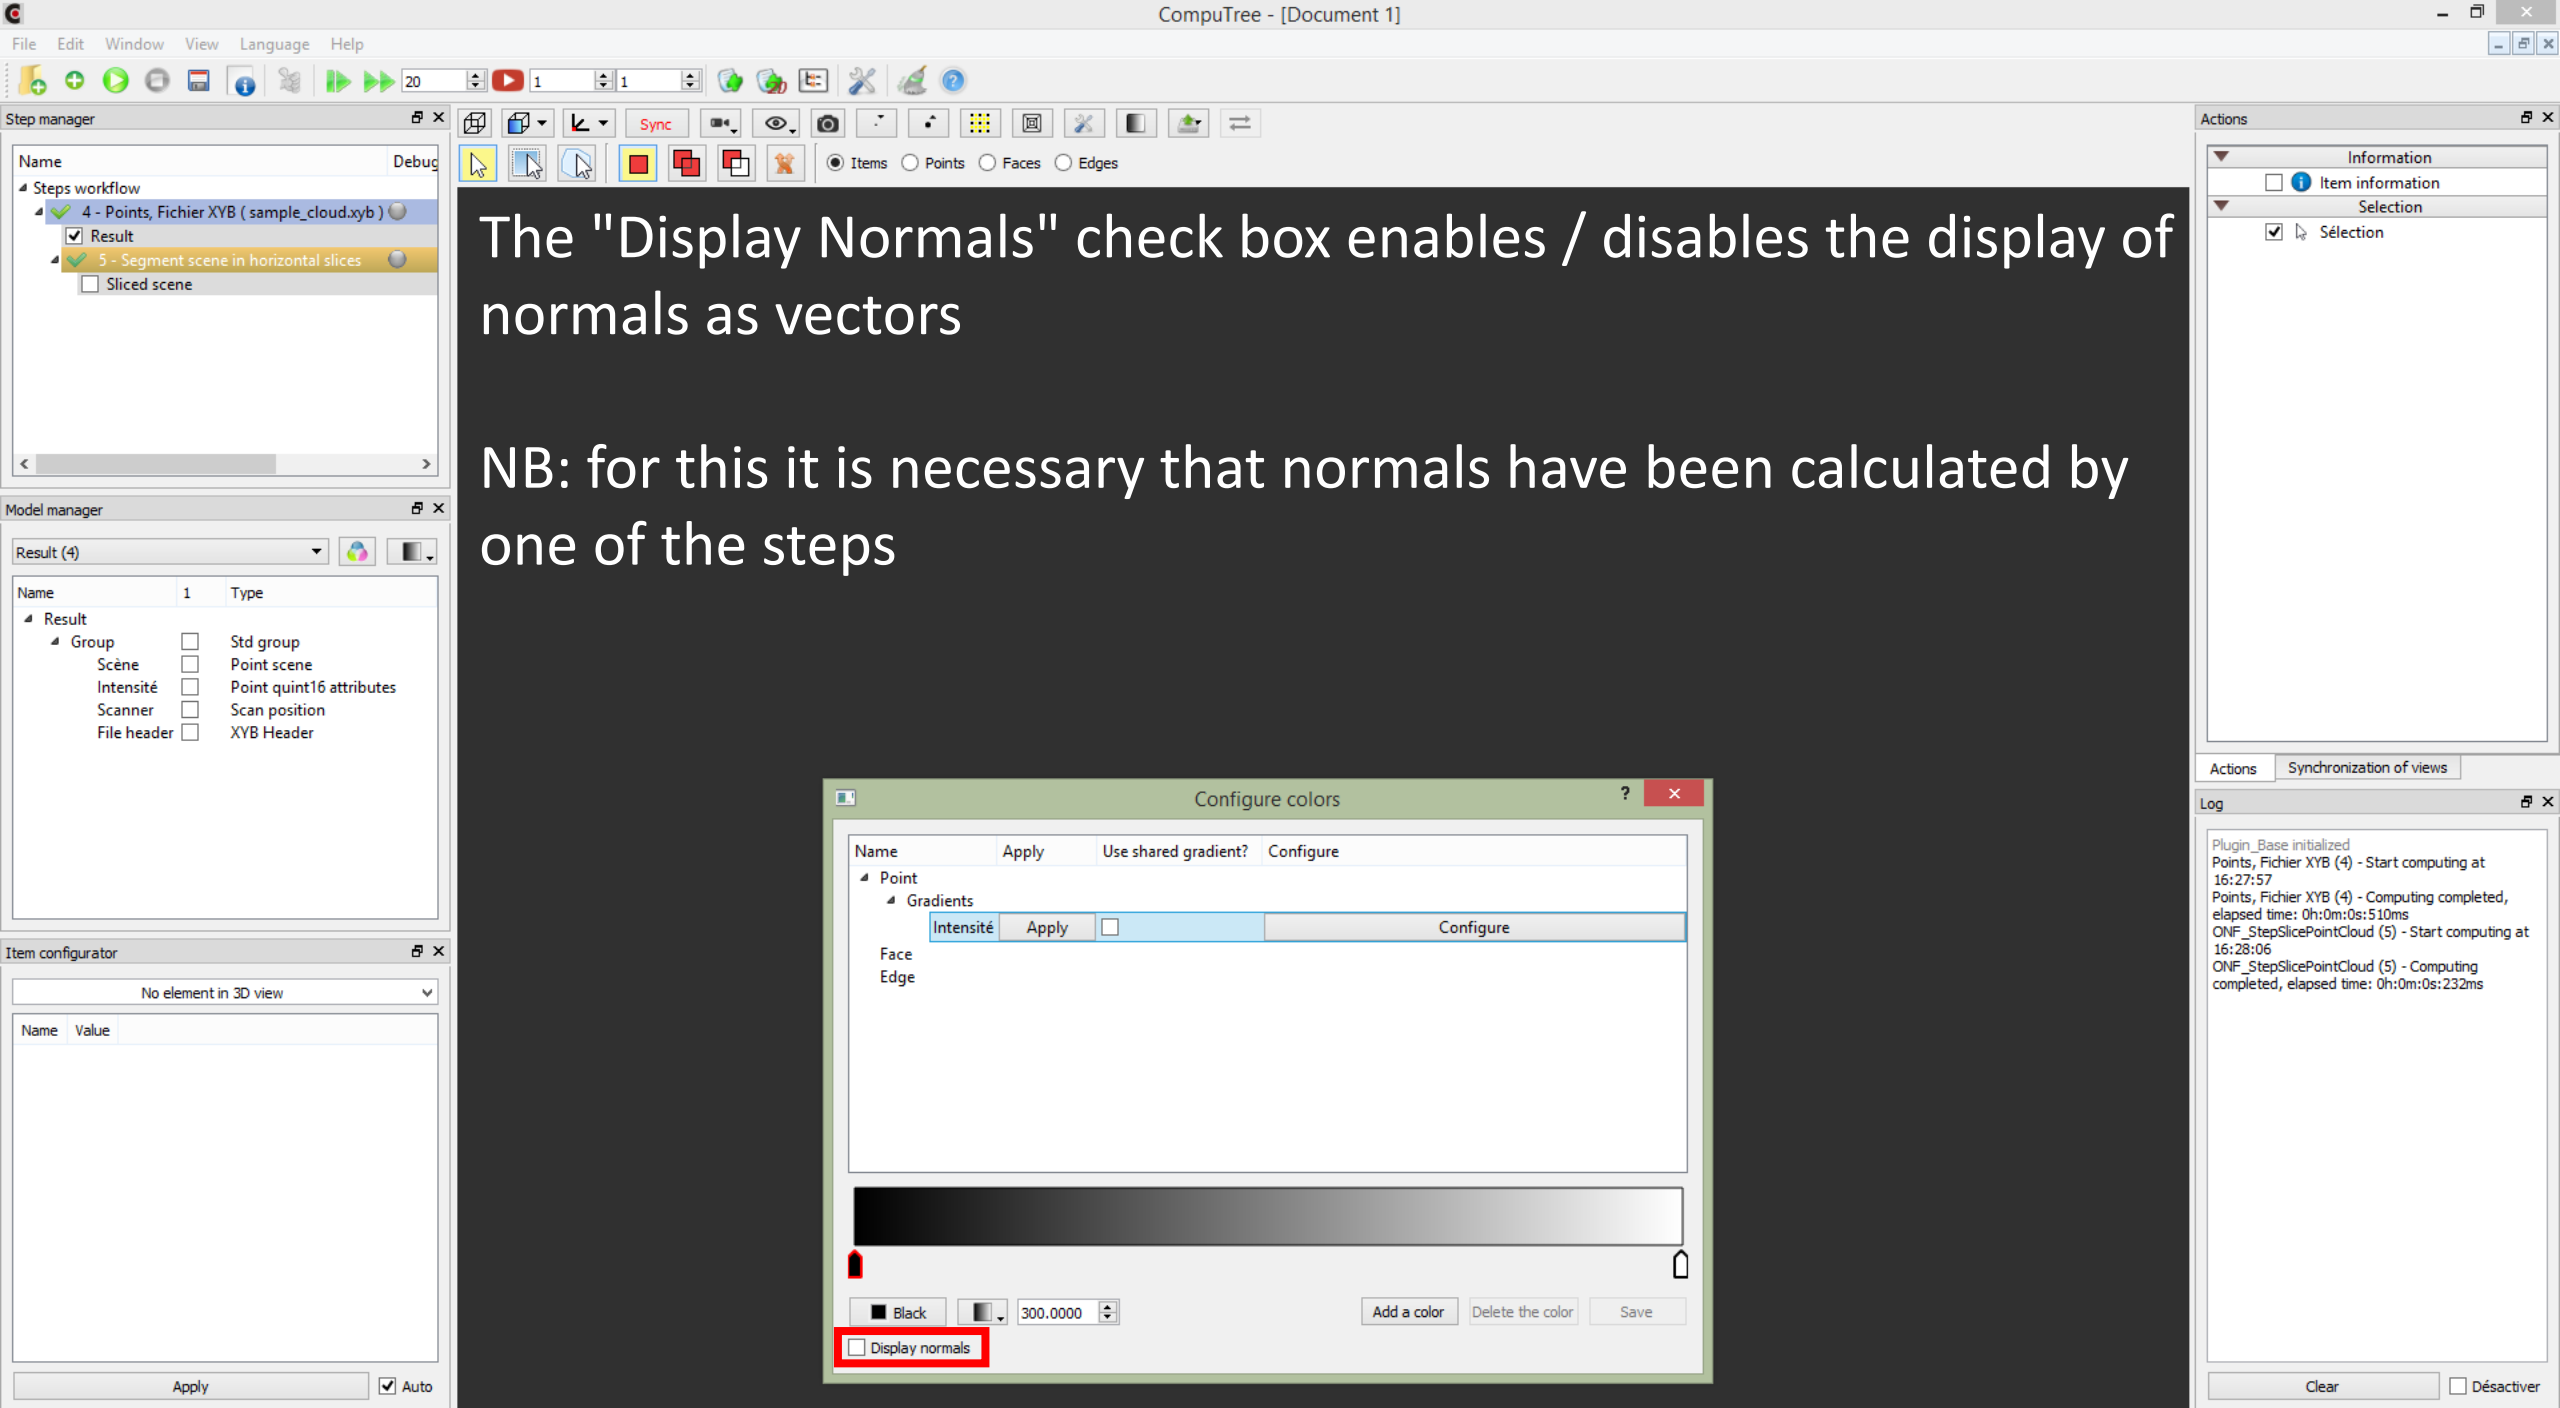 CompuTree - [Document 1]
File Edit Window View Language Help
20 1 1
Step manager
Name Debug
Steps workflow
4 - Points, Fichier XYB ( sample_cloud.xyb )
Result
5 - Segment scene in horizontal slices
Sliced scene
Model manager
Result (4)
Name 1 Type
Result
Group Std group
Scène Point scene
Intensité Point quint16 attributes
Scanner Scan position
File header XYB Header
Item configurator
No element in 3D view
Name Value
Apply Auto
Sync
Items Points Faces Edges
The "Display Normals" check box enables / disables the display of
normals as vectors
NB: for this it is necessary that normals have been calculated by
one of the steps
Configure colors ?
Name Apply Use shared gradient? Configure
Point
Gradients
Intensité Apply Configure
Face
Edge
Black 300.0000 Add a color Delete the color Save
Display normals
Actions
Information
Item information
Selection
Sélection
Actions Synchronization of views
Log
Plugin_Base initialized
Points, Fichier XYB (4) - Start computing at
16:27:57
Points, Fichier XYB (4) - Computing completed,
elapsed time: 0h:0m:0s:510ms
ONF_StepSlicePointCloud (5) - Start computing at
16:28:06
ONF_StepSlicePointCloud (5) - Computing
completed, elapsed time: 0h:0m:0s:232ms
Clear Désactiver